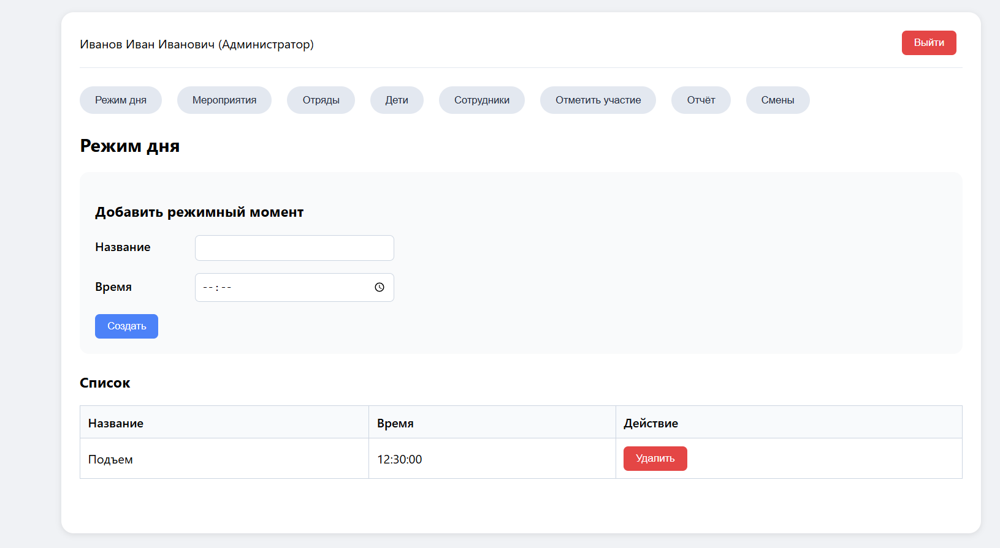 Иванов Иван Иванович (Администратор)
Выйти
Режим дня
Мероприятия
Отряды
Дети
Сотрудники
Отметить участие
Отчёт
Смены
Режим дня
Добавить режимный момент
Название
Время
--:--
Создать
Список
Название Время Действие
Подъем 12:30:00 Удалить